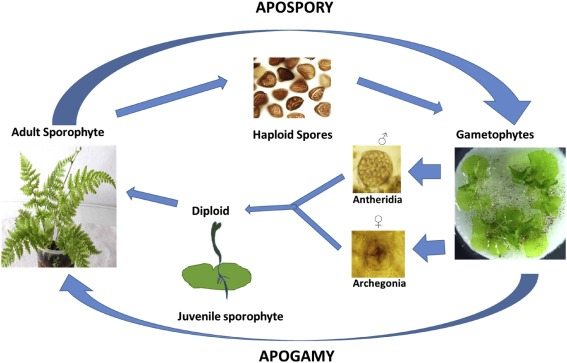 APOSPORY
Adult Sporophyte
Haploid Spores
Gametophytes
♂
Antheridia
Diploid
♀
Archegonia
Juvenile sporophyte
APOGAMY